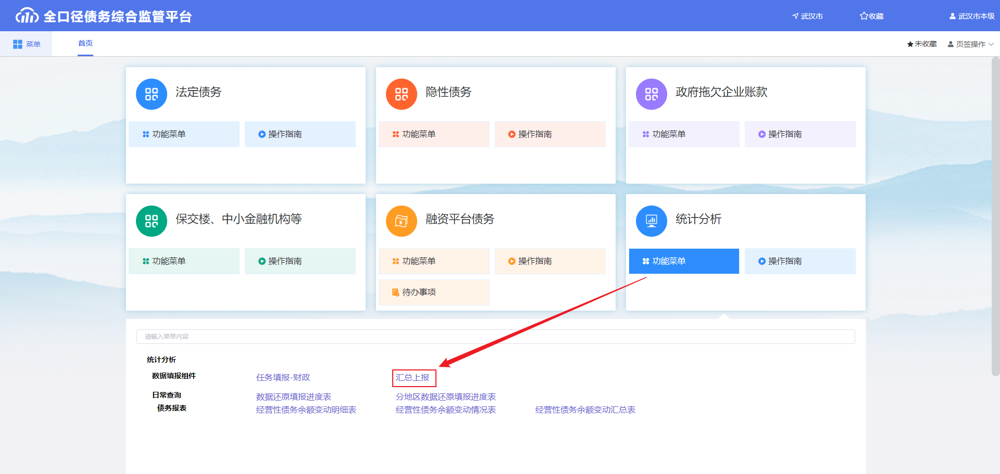 全口径债务综合监管平台
武汉市
收藏
武汉市本级
菜单
首页
未收藏
页签操作
法定债务
隐性债务
政府拖欠企业账款
功能菜单
操作指南
功能菜单
操作指南
功能菜单
操作指南
保交楼、中小金融机构等
融资平台债务
统计分析
功能菜单
操作指南
功能菜单
操作指南
功能菜单
操作指南
待办事项
请输入菜单内容
统计分析
数据填报组件
任务填报-财政
汇总上报
日常查询
数据还原填报进度表
分地区数据还原填报进度表
债务报表
经营性债务余额变动明细表
经营性债务余额变动情况表
经营性债务余额变动汇总表